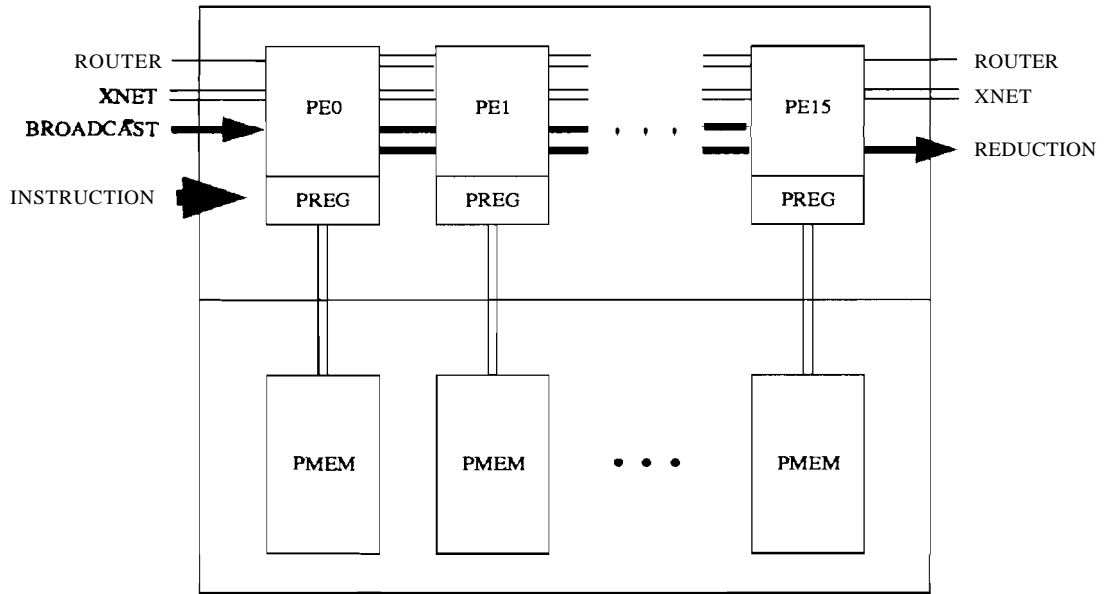 ROUTER
XNET
BROADCAST
INSTRUCTION
PE0
PE1
PE15
PREG
PREG
PREG
ROUTER
XNET
REDUCTION
PMEM
PMEM
PMEM